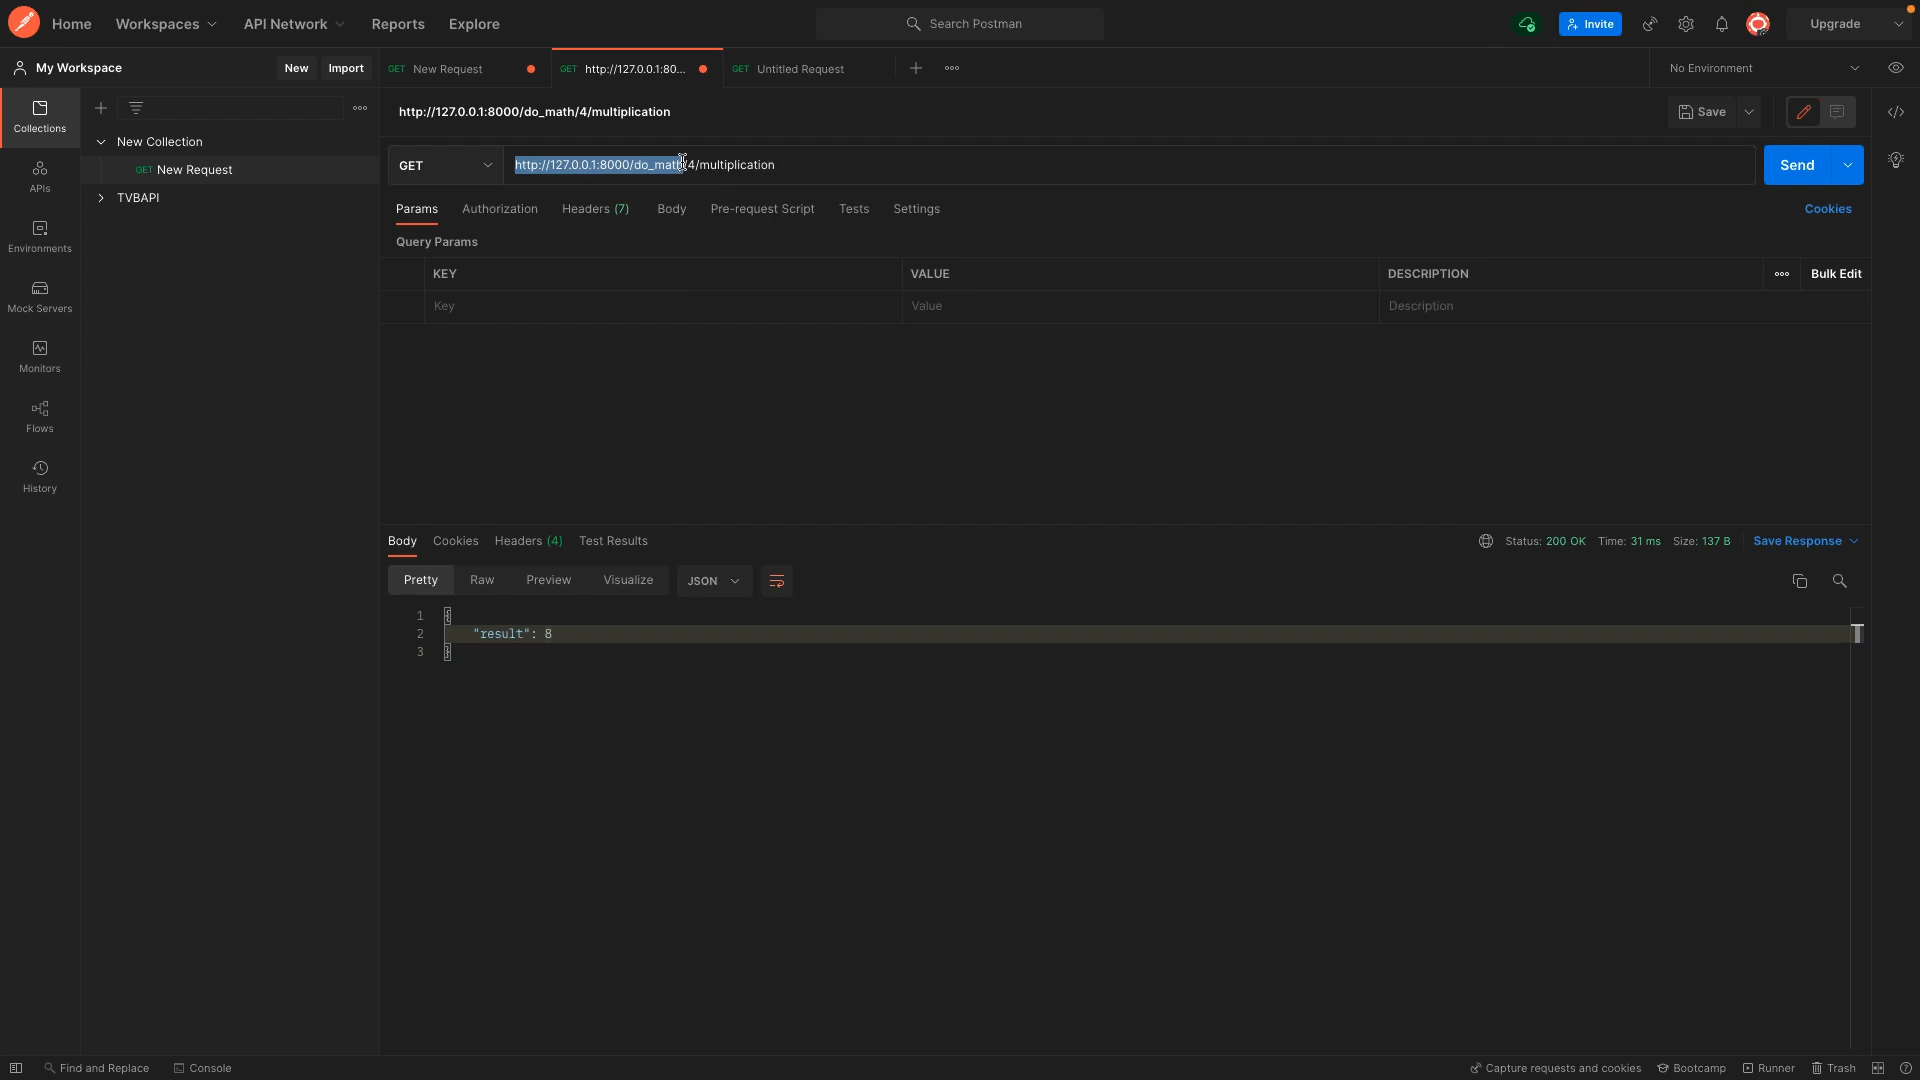 Home
Workspaces
API Network
Reports
Explore
Search Postman
Invite
Upgrade
My Workspace
New
Import
GET New Request
GET http://127.0.0.1:80...
GET Untitled Request
No Environment
Collections
APIs
Environments
Mock Servers
Monitors
Flows
History
New Collection
GET New Request
TVBAPI
http://127.0.0.1:8000/do_math/4/multiplication
Save
GET
http://127.0.0.1:8000/do_math/4/multiplication
Send
Params
Authorization
Headers (7)
Body
Pre-request Script
Tests
Settings
Cookies
Query Params
KEY
VALUE
DESCRIPTION
Bulk Edit
Key
Value
Description
Body
Cookies
Headers (4)
Test Results
Status: 200 OK
Time: 31 ms
Size: 137 B
Save Response
Pretty
Raw
Preview
Visualize
JSON
1 {
2 "result": 8
3 }
Find and Replace
Console
Capture requests and cookies
Bootcamp
Runner
Trash